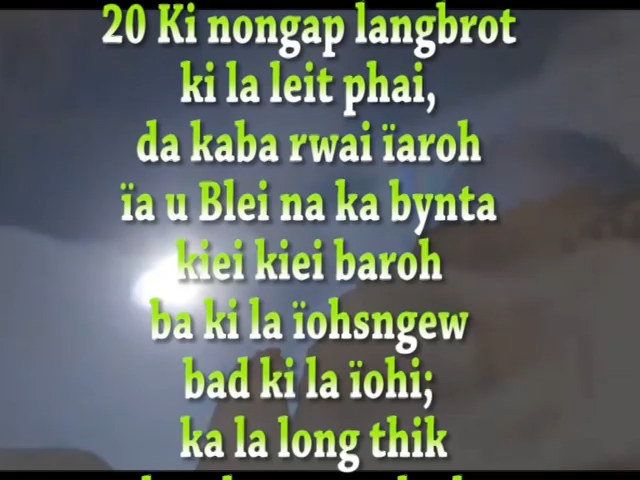 20 Ki nongap langbrot
ki la leit phai,
da kaba rwai ïaroh
ïa u Blei na ka bynta
kiei kiei baroh
ba ki la ïohsngew
bad ki la ïohi;
ka la long thik